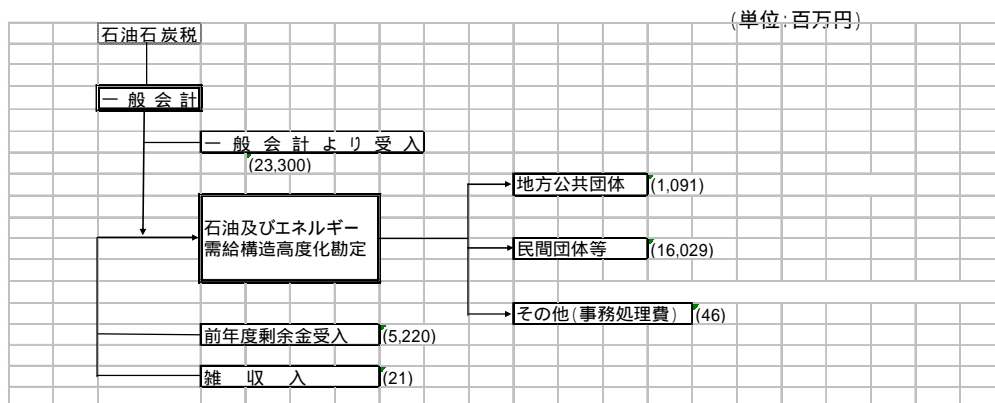 (単位:百万円)
石油石炭税
一般会計
一般会計より受入
(23,300)
地方公共団体 (1,091)
石油及びエネルギー
需給構造高度化勘定
民間団体等 (16,029)
その他(事務処理費) (46)
前年度剰余金受入 (5,220)
雑収入 (21)